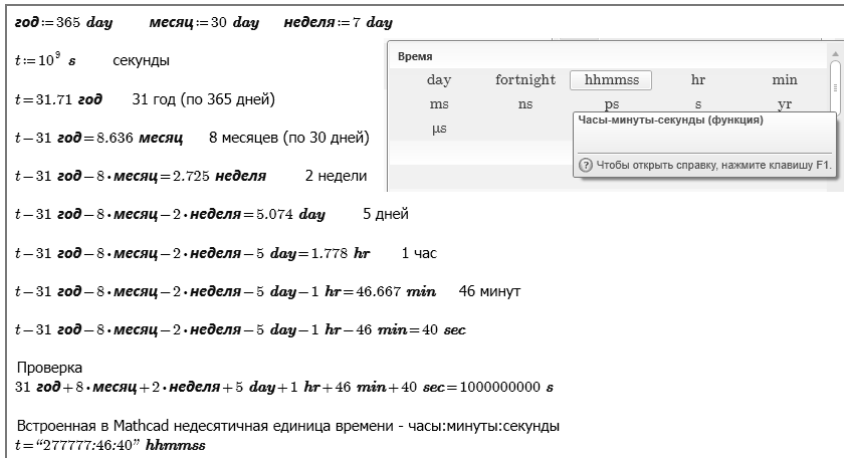 год:=365 day месяц:=30 day неделя:=7 day
t:=10⁹ s секунды
t=31.71 год 31 год (по 365 дней)
t−31 год=8.636 месяц 8 месяцев (по 30 дней)
t−31 год−8·месяц=2.725 неделя 2 недели
t−31 год−8·месяц−2·неделя=5.074 day 5 дней
t−31 год−8·месяц−2·неделя−5 day=1.778 hr 1 час
t−31 год−8·месяц−2·неделя−5 day−1 hr=46.667 min 46 минут
t−31 год−8·месяц−2·неделя−5 day−1 hr−46 min=40 sec
Проверка
31 год+8·месяц+2·неделя+5 day+1 hr+46 min+40 sec=1000000000 s
Встроенная в Mathcad недесятичная единица времени - часы:минуты:секунды
t=“277777:46:40” hhmmss
Время
day fortnight hhmmss hr min
ms ns ps s yr
μs
Часы-минуты-секунды (функция)
? Чтобы открыть справку, нажмите клавишу F1.